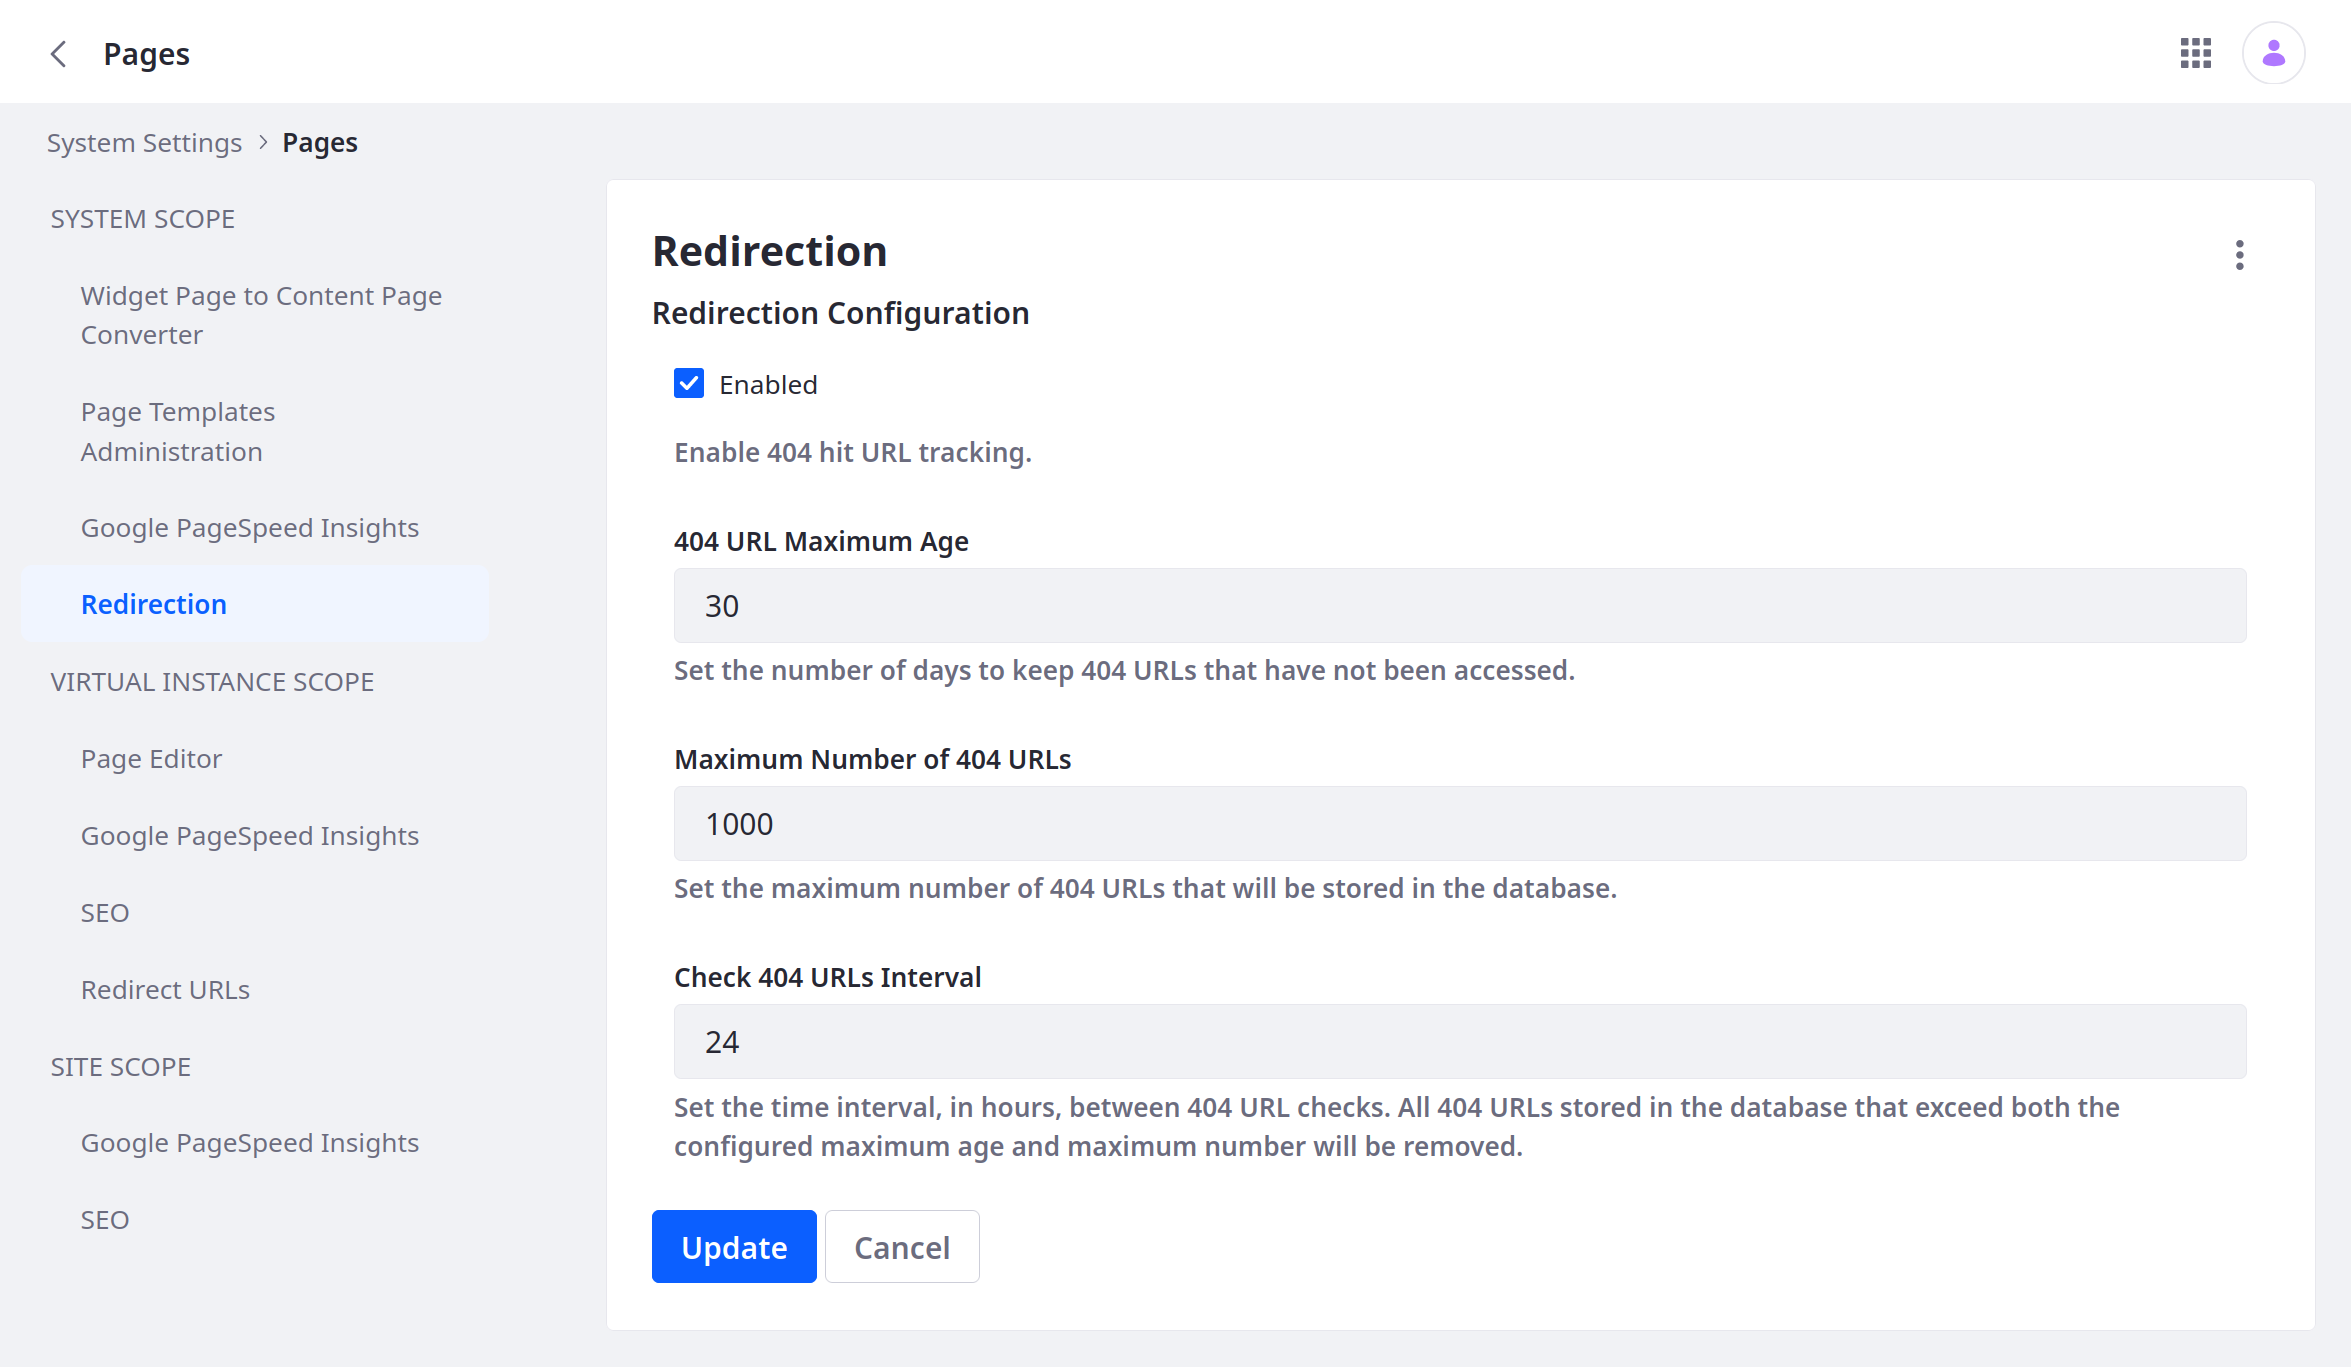 Pages
System Settings
Pages
SYSTEM SCOPE
Widget Page to Content Page
Converter
Page Templates
Administration
Google PageSpeed Insights
Redirection
VIRTUAL INSTANCE SCOPE
Page Editor
Google PageSpeed Insights
SEO
Redirect URLs
SITE SCOPE
Google PageSpeed Insights
SEO
Redirection
Redirection Configuration
Enabled
Enable 404 hit URL tracking.
404 URL Maximum Age
30
Set the number of days to keep 404 URLs that have not been accessed.
Maximum Number of 404 URLs
1000
Set the maximum number of 404 URLs that will be stored in the database.
Check 404 URLs Interval
24
Set the time interval, in hours, between 404 URL checks. All 404 URLs stored in the database that exceed both the
configured maximum age and maximum number will be removed.
Update
Cancel